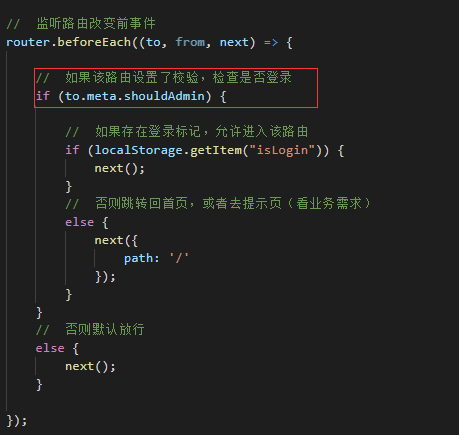 //  监听路由改变前事件
router.beforeEach((to, from, next) => {
//  如果该路由设置了校验，检查是否登录
if (to.meta.shouldAdmin) {
//  如果存在登录标记，允许进入该路由
if (localStorage.getItem("isLogin")) {
next();
}
//  否则跳转回首页，或者去提示页（看业务需求）
else {
next({
path: '/'
});
}
}
//  否则默认放行
else {
next();
}
});